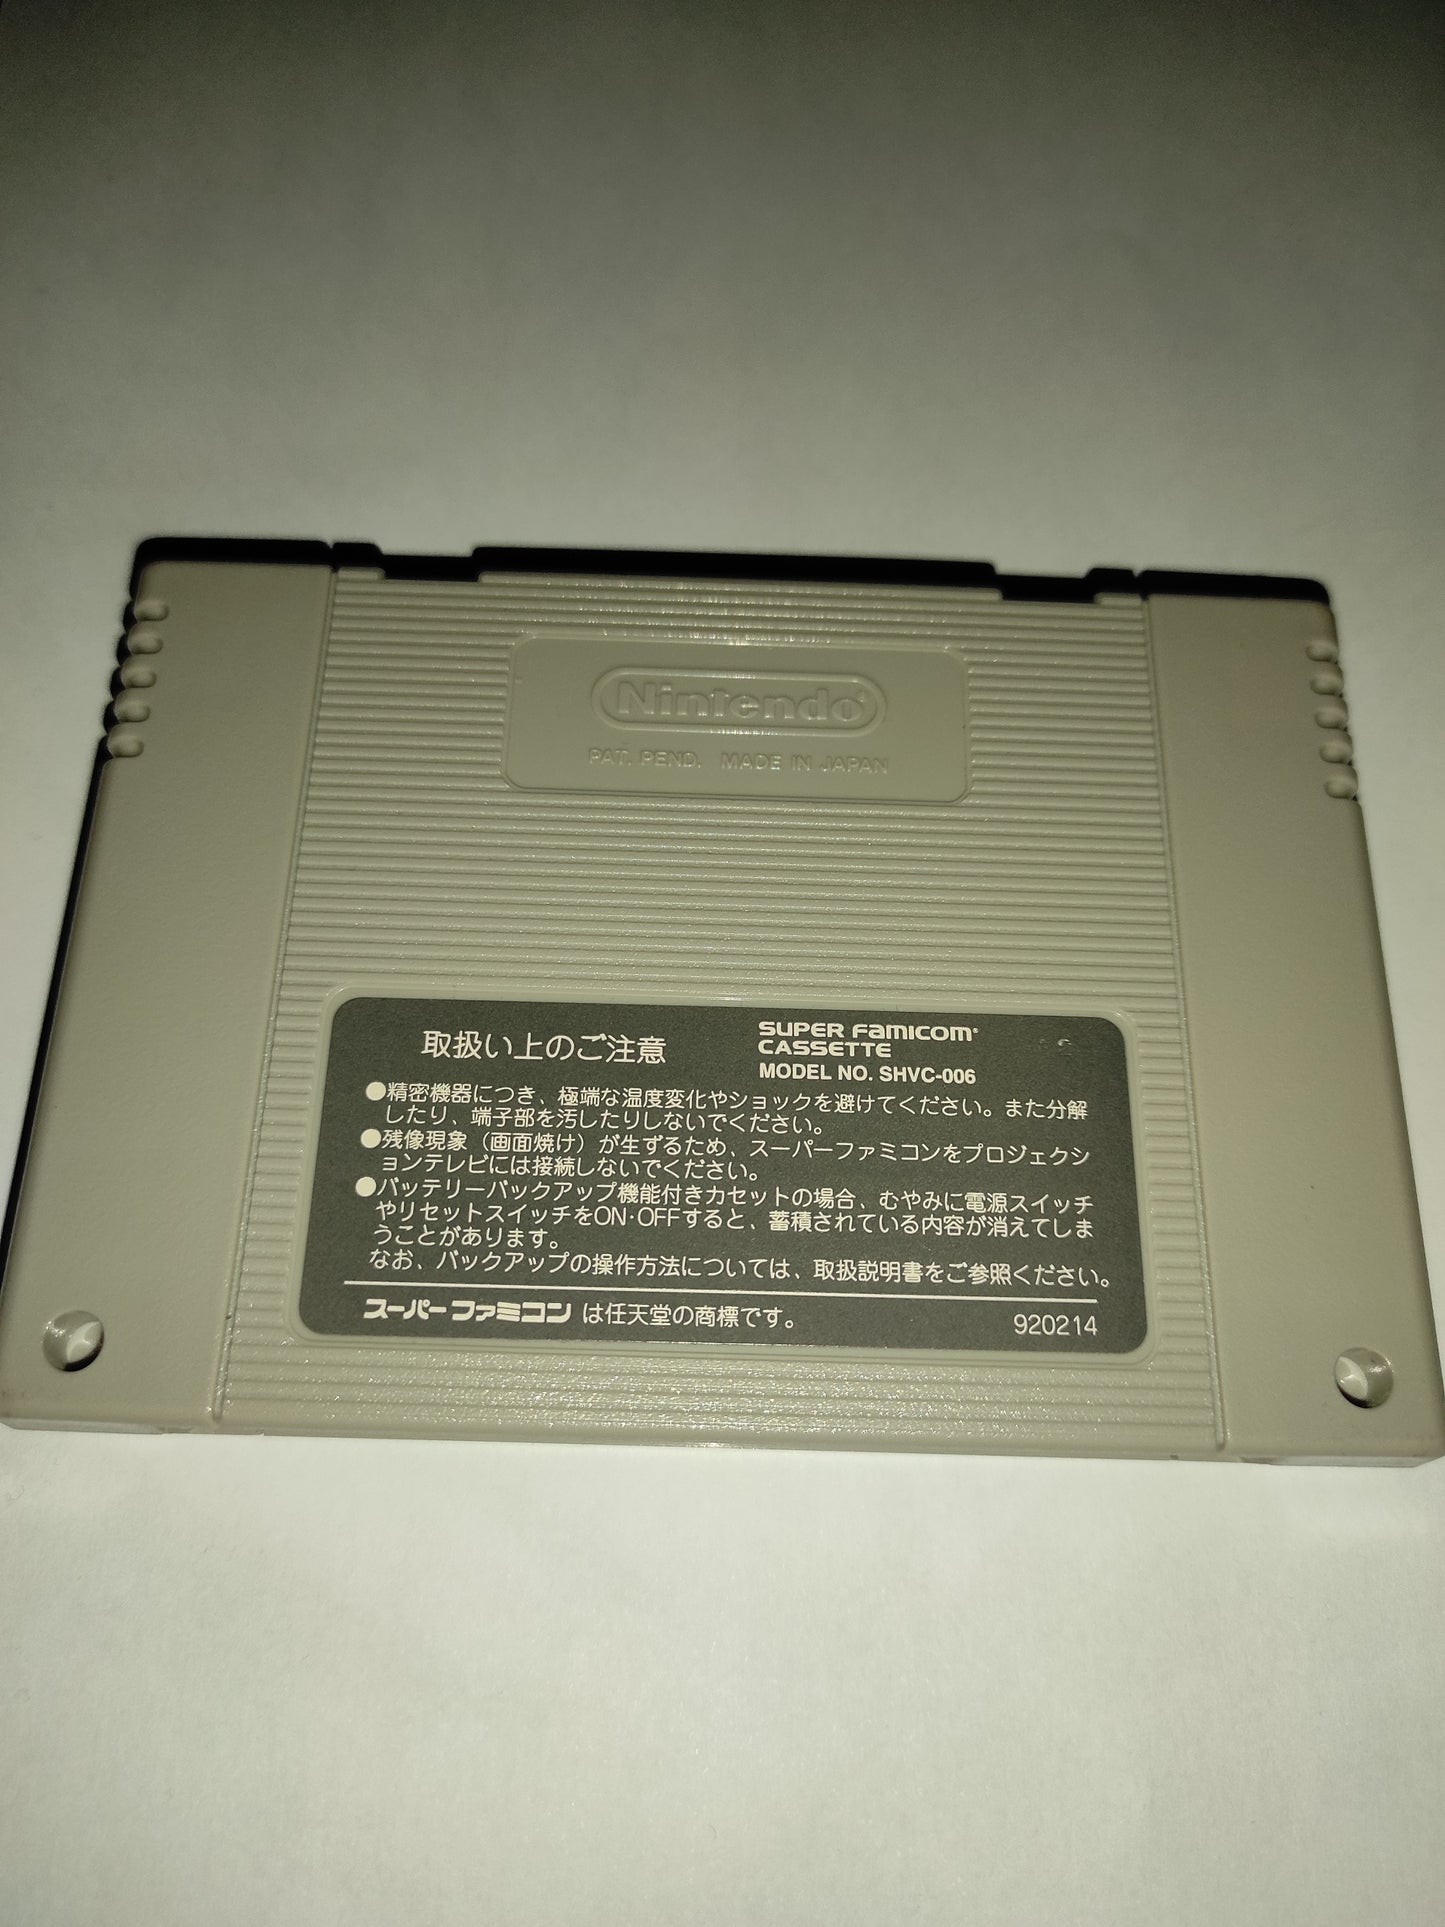 Nintendo
PAT. PEND. MADE IN JAPAN
取扱い上のご注意
SUPER FAMICOM
CASSETTE
MODEL NO. SHVC-006
●精密機器につき、極端な温度変化やショックを避けてください。また分解
したり、端子部を汚したりしないでください。
●残像現象（画面焼け）が生ずるため、スーパーファミコンをプロジェクシ
ョンテレビには接続しないでください。
●バッテリーバックアップ機能付きカセットの場合、むやみに電源スイッチ
やリセットスイッチをON・OFFすると、蓄積されている内容が消えてしま
うことがあります。
なお、バックアップの操作方法については、取扱説明書をご参照ください。
スーパーファミコン は任天堂の商標です。
920214